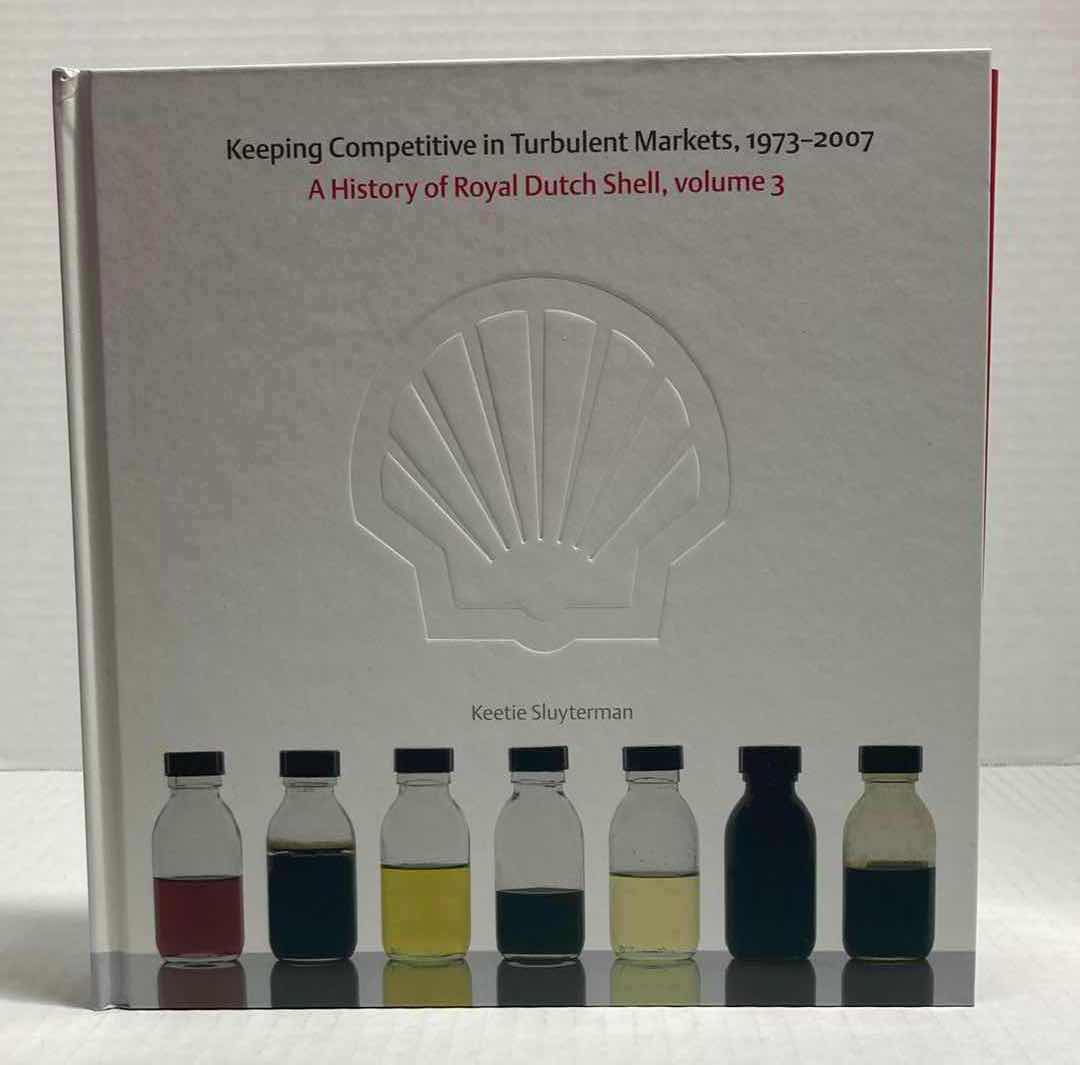 Keeping Competitive in Turbulent Markets, 1973–2007
A History of Royal Dutch Shell, volume 3
Keetie Sluyterman